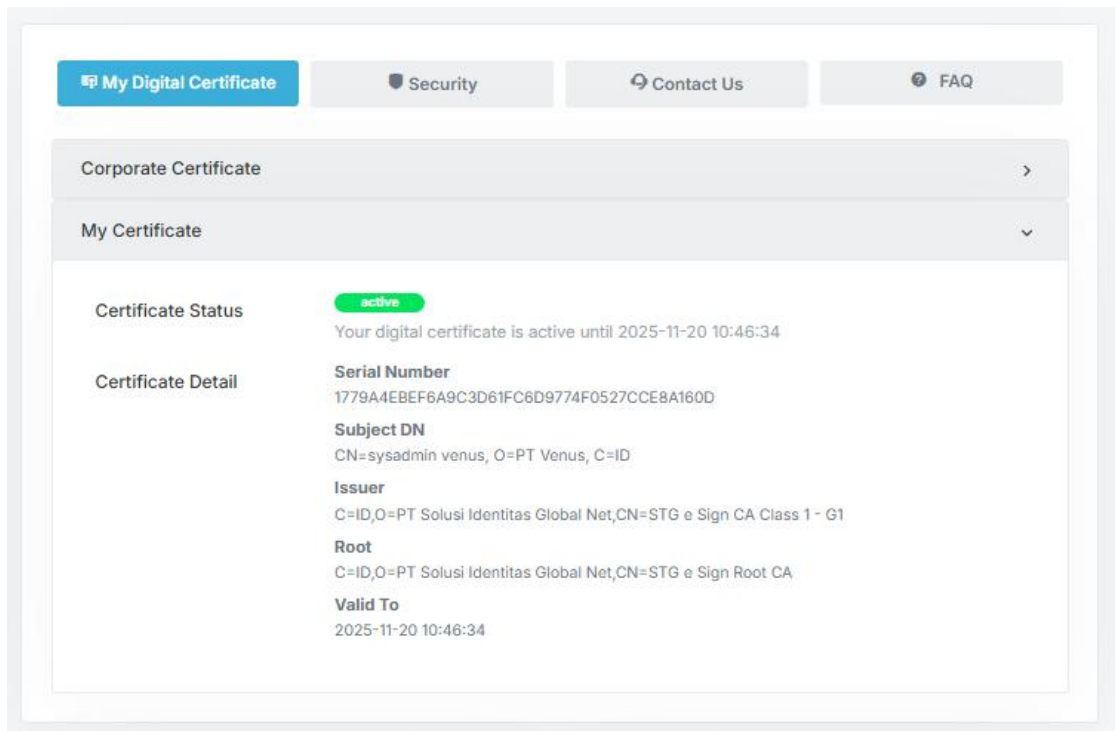 My Digital Certificate
Security
Contact Us
FAQ
Corporate Certificate
My Certificate
Certificate Status
active
Your digital certificate is active until 2025-11-20 10:46:34
Certificate Detail
Serial Number
1779A4EBEF6A9C3D61FC6D9774F0527CCE8A160D
Subject DN
CN=sysadmin venus, O=PT Venus, C=ID
Issuer
C=ID,O=PT Solusi Identitas Global Net,CN=STG e Sign CA Class 1 - G1
Root
C=ID,O=PT Solusi Identitas Global Net,CN=STG e Sign Root CA
Valid To
2025-11-20 10:46:34